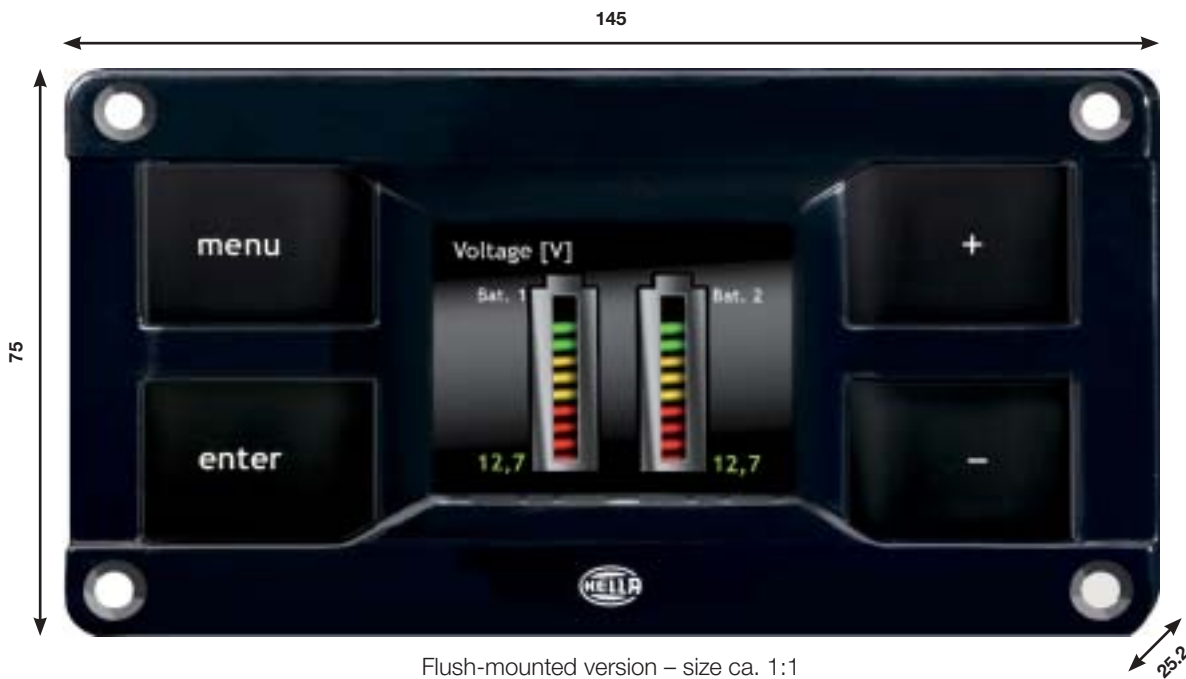 145
75
menu
+
Voltage [V]
Bat. 1
Bat. 2
enter
12,7
12,7
−
HELLA
25.2
Flush-mounted version – size ca. 1:1